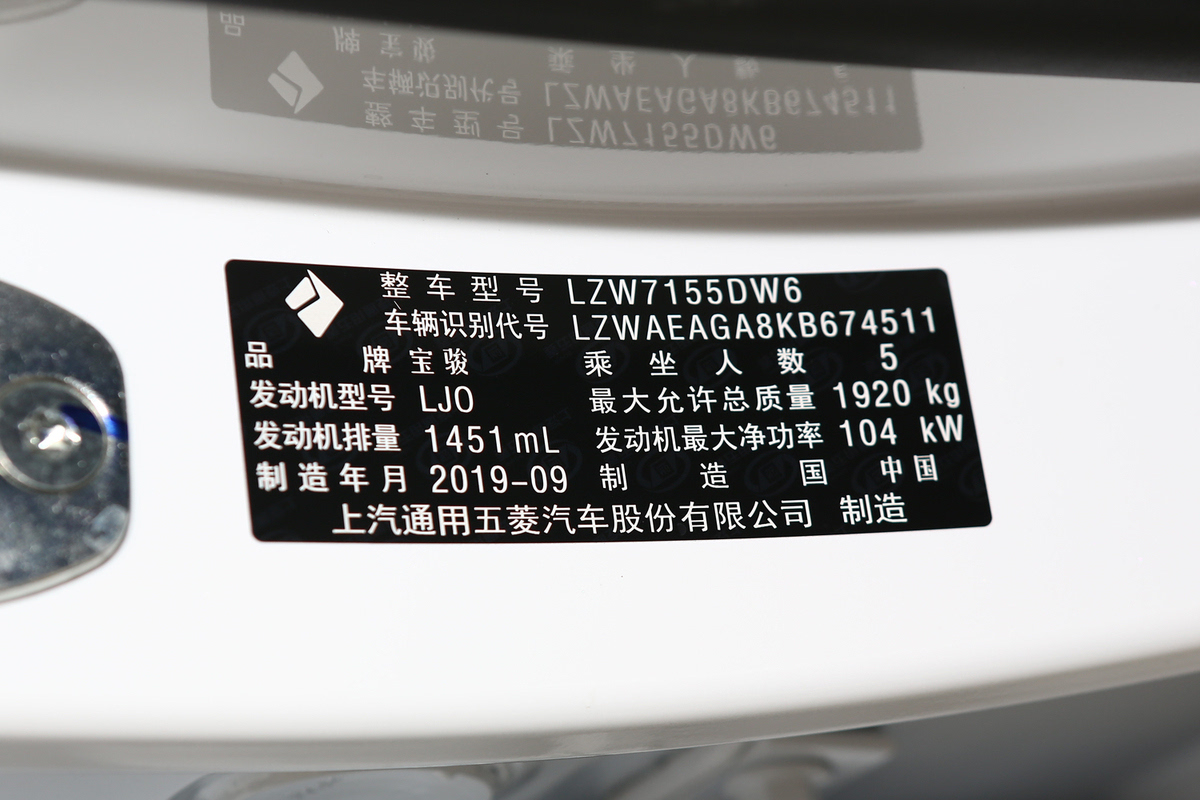 整车型号 LZW7155DW6
车辆识别代号 LZWAEAGA8KB674511
品牌 宝骏 乘坐人数 5
发动机型号 LJO 最大允许总质量 1920 kg
发动机排量 1451mL 发动机最大净功率 104 kW
制造年月 2019-09 制造国 中国
上汽通用五菱汽车股份有限公司 制造